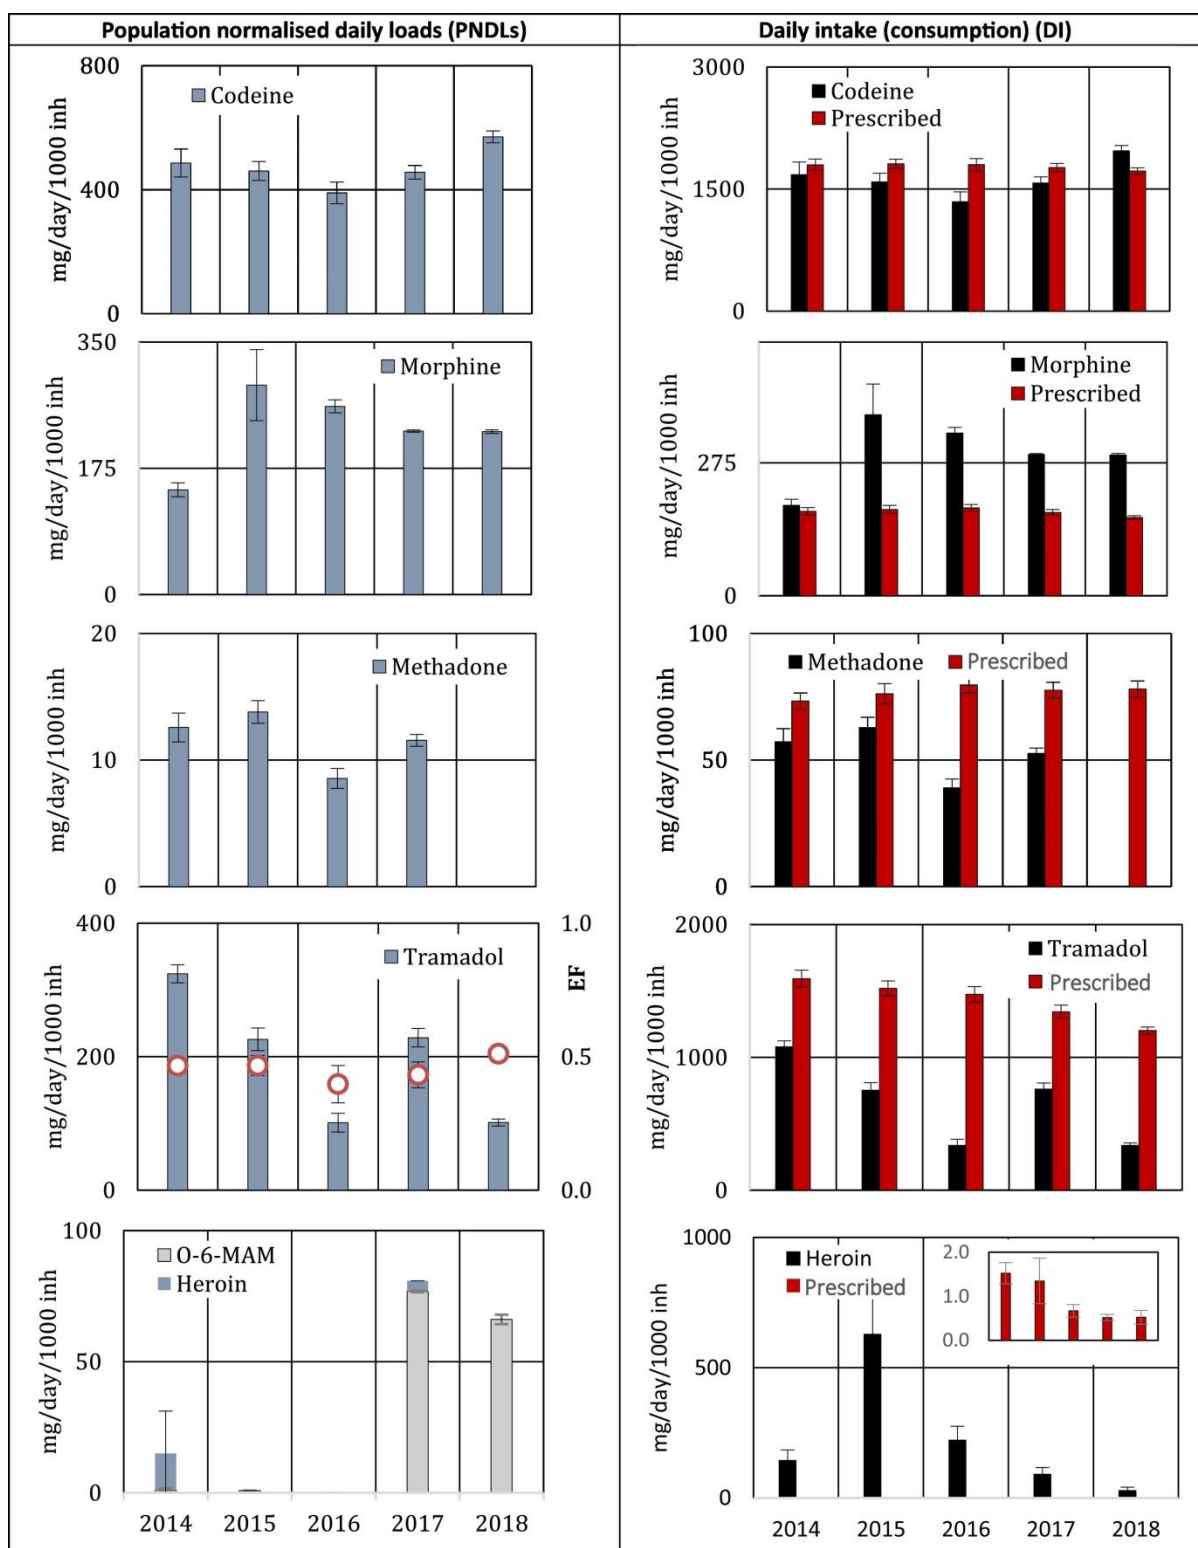 Population normalised daily loads (PNDLs)
Daily intake (consumption) (DI)
800
400
0
mg/day/1000 inh
Codeine
3000
1500
0
mg/day/1000 inh
Codeine
Prescribed
350
175
0
mg/day/1000 inh
Morphine
275
0
mg/day/1000 inh
Morphine
Prescribed
20
10
0
mg/day/1000 inh
Methadone
100
50
0
mg/day/1000 inh
Methadone
Prescribed
400
200
0
mg/day/1000 inh
Tramadol
1.0
0.5
0.0
EF
2000
1000
0
mg/day/1000 inh
Tramadol
Prescribed
100
50
0
mg/day/1000 inh
O-6-MAM
Heroin
2014 2015 2016 2017 2018
1000
500
0
mg/day/1000 inh
Heroin
Prescribed
2.0
1.0
0.0
2014 2015 2016 2017 2018